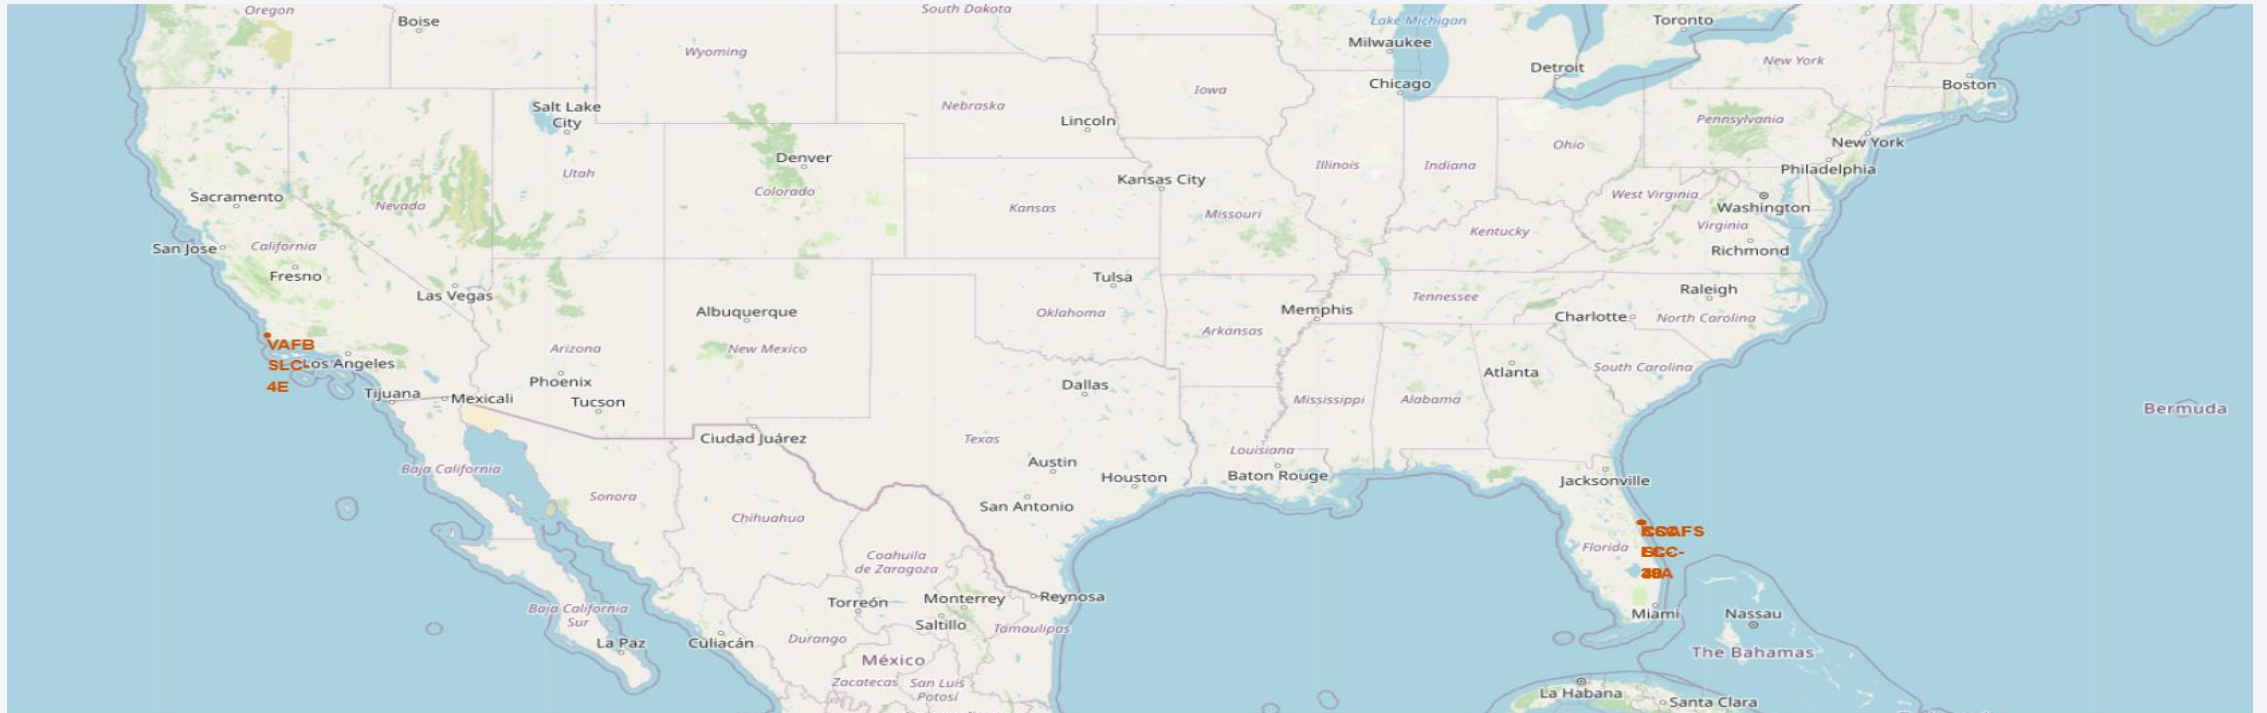 Oregon
Boise
South Dakota
Lake Michigan
Toronto
Wyoming
Milwaukee
Detroit
New York
Chicago
Boston
Iowa
Salt Lake
City
Nebraska
Lincoln
Pennsylvania
New York
Denver
Ohio
Utah
Illinois
Indiana
Philadelphia
Kansas City
Colorado
Sacramento
Nevada
Kansas
Missouri
West Virginia
Washington
Virginia
Kentucky
San Jose
California
Richmond
Fresno
Tulsa
Las Vegas
Tennessee
Raleigh
Albuquerque
Oklahoma
Memphis
Charlotte
North Carolina
Arkansas
VAFB
SLC-
4E
Los Angeles
Arizona
New Mexico
Phoenix
Dallas
Atlanta
South Carolina
Tijuana
Mexicali
Tucson
Mississippi
Alabama
Bermuda
Ciudad Juárez
Texas
Louisiana
Baja California
Austin
Houston
Baton Rouge
Jacksonville
Sonora
San Antonio
Chihuahua
Florida
Coahuila
de Zaragoza
Baja California
Sur
Torreón
Monterrey
Reynosa
Miami
Nassau
Saltillo
Tamaulipas
La Paz
Culiacán
Durango
México
The Bahamas
Zacatecas
San Luis
Potosí
La Habana
Santa Clara